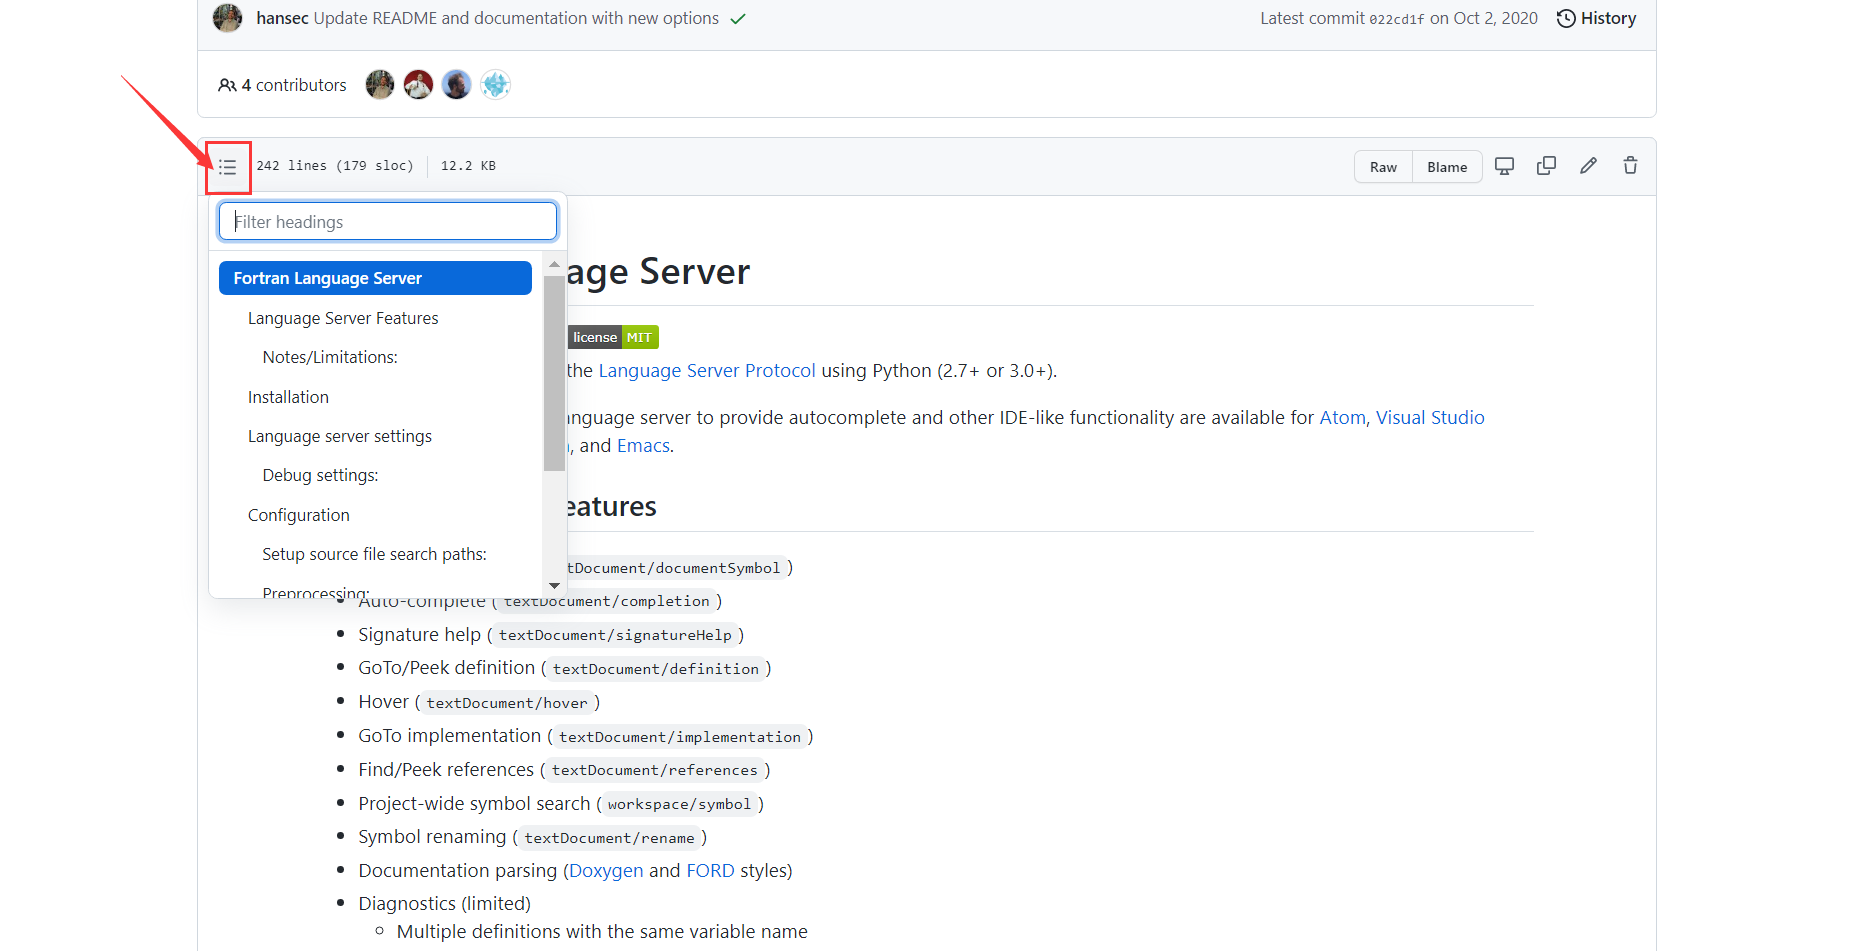 hansec Update README and documentation with new options
Latest commit 022cd1f on Oct 2, 2020 History
4 contributors
242 lines (179 sloc) 12.2 KB
Raw Blame
Filter headings
Fortran Language Server
Language Server Features
Notes/Limitations:
Installation
Language server settings
Debug settings:
Configuration
Setup source file search paths:
Preprocessing:
age Server
license MIT
the Language Server Protocol using Python (2.7+ or 3.0+).
anguage server to provide autocomplete and other IDE-like functionality are available for Atom, Visual Studio
, and Emacs.
eatures
tDocument/documentSymbol )
Auto-complete ( textDocument/completion )
Signature help ( textDocument/signatureHelp )
GoTo/Peek definition ( textDocument/definition )
Hover ( textDocument/hover )
GoTo implementation ( textDocument/implementation )
Find/Peek references ( textDocument/references )
Project-wide symbol search ( workspace/symbol )
Symbol renaming ( textDocument/rename )
Documentation parsing (Doxygen and FORD styles)
Diagnostics (limited)
Multiple definitions with the same variable name